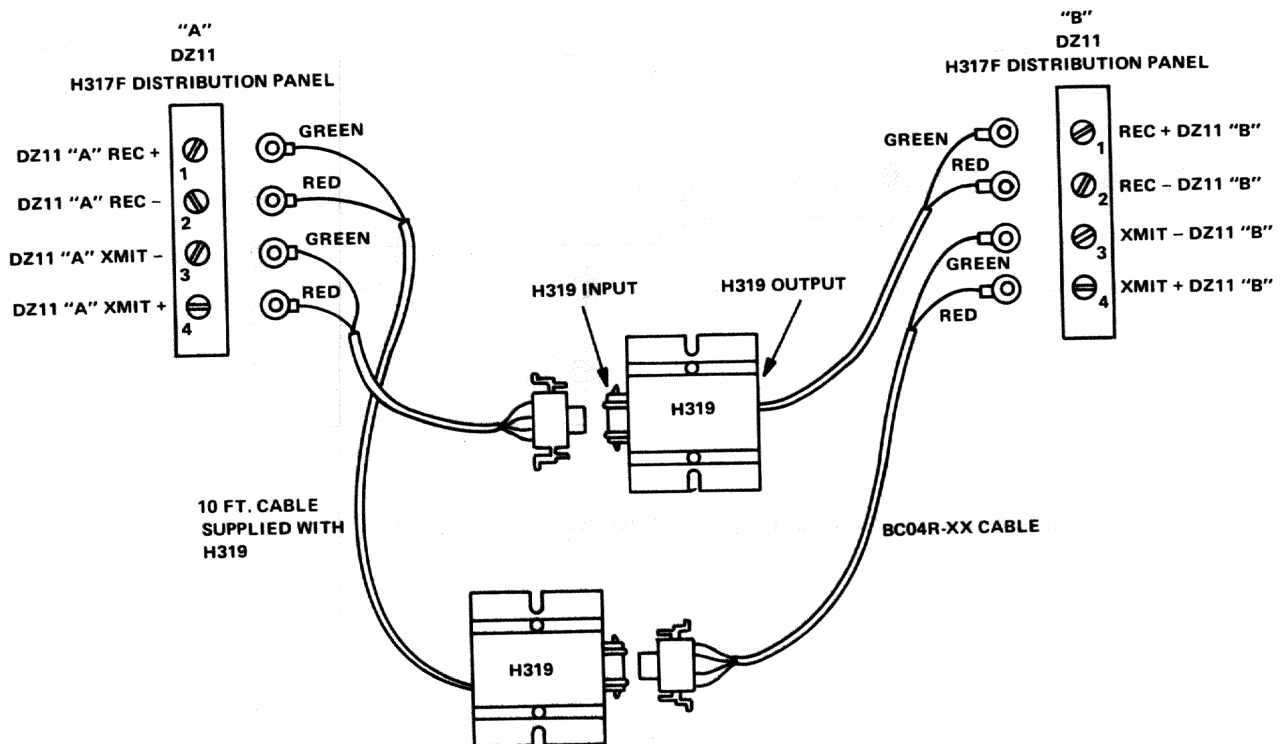 "A"
DZ11
H317F DISTRIBUTION PANEL
DZ11 "A" REC +
DZ11 "A" REC –
DZ11 "A" XMIT –
DZ11 "A" XMIT +
1
2
3
4
GREEN
RED
GREEN
RED
"B"
DZ11
H317F DISTRIBUTION PANEL
GREEN
RED
GREEN
RED
1
2
3
4
REC + DZ11 "B"
REC – DZ11 "B"
XMIT – DZ11 "B"
XMIT + DZ11 "B"
H319 INPUT
H319 OUTPUT
H319
10 FT. CABLE
SUPPLIED WITH
H319
BC04R-XX CABLE
H319